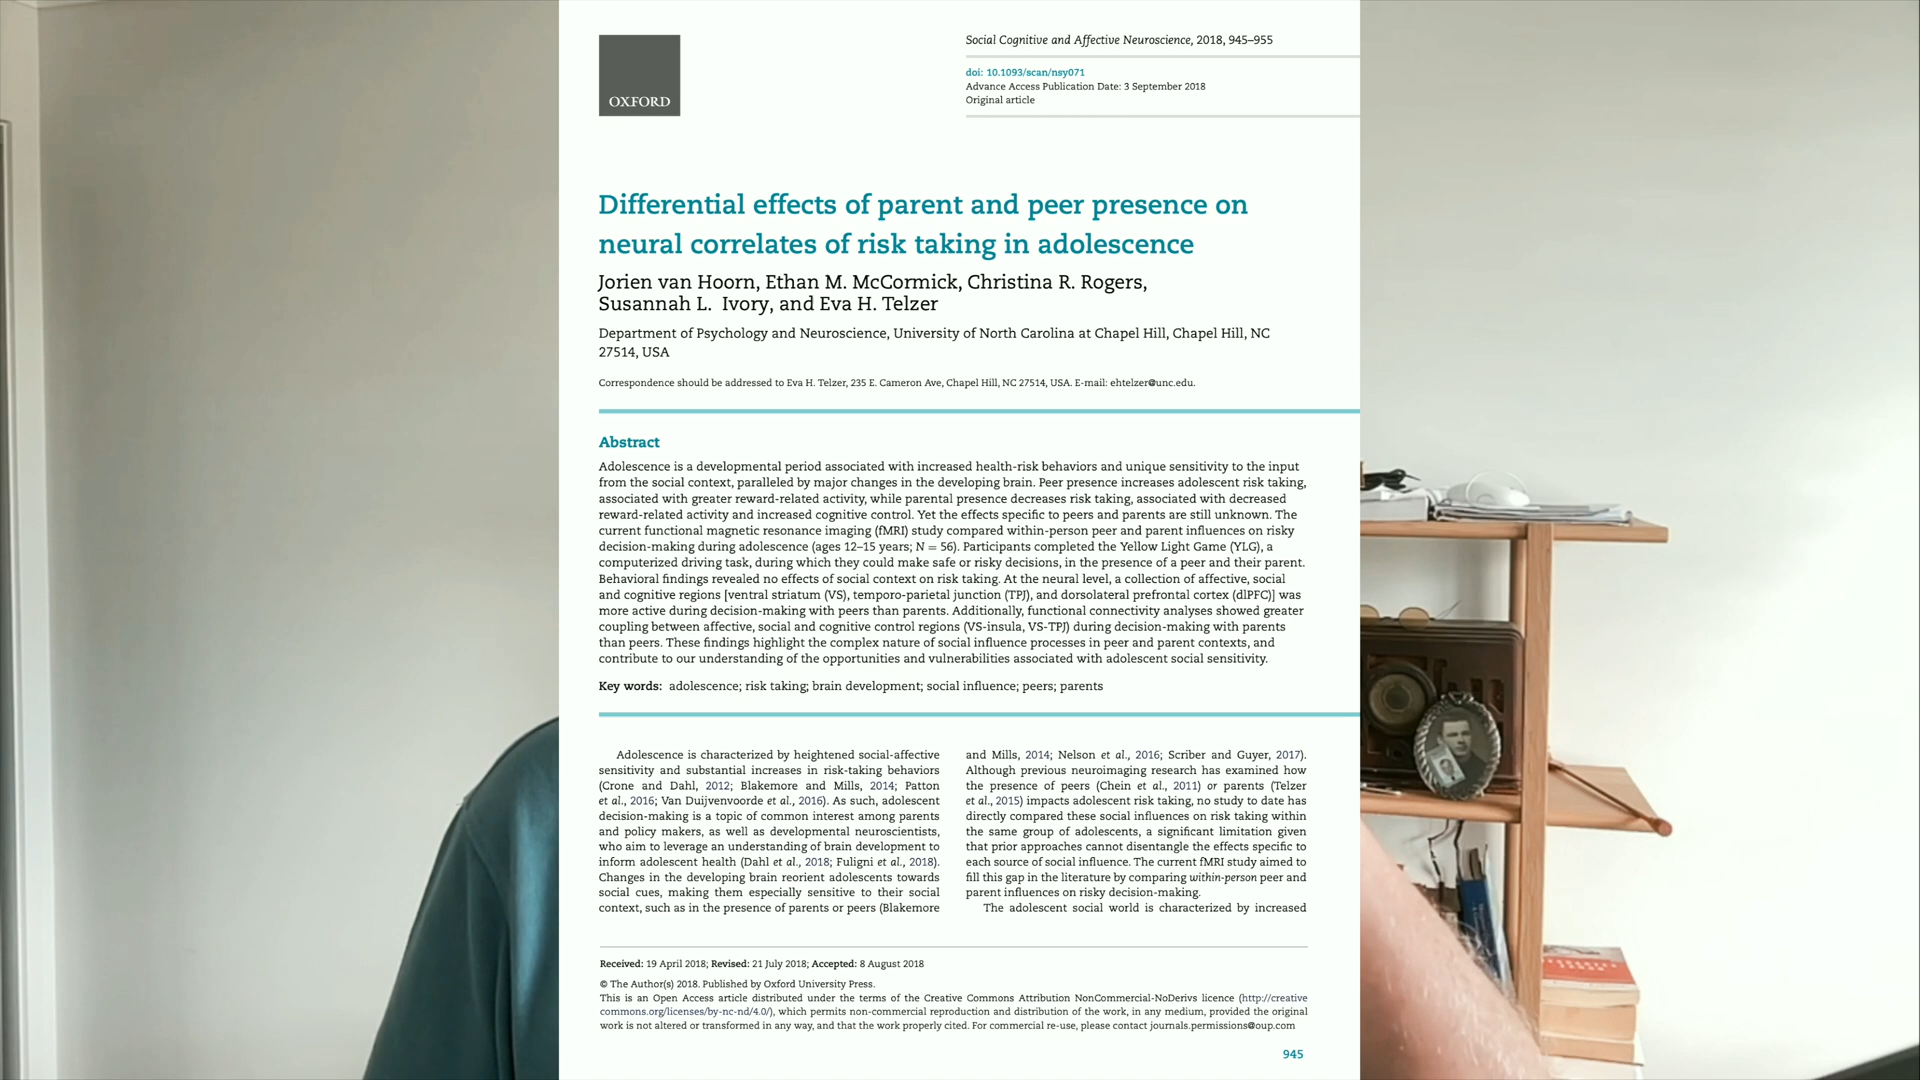 OXFORD
Social Cognitive and Affective Neuroscience, 2018, 945–955
doi: 10.1093/scan/nsy071
Advance Access Publication Date: 3 September 2018
Original article
Differential effects of parent and peer presence on
neural correlates of risk taking in adolescence
Jorien van Hoorn, Ethan M. McCormick, Christina R. Rogers,
Susannah L. Ivory, and Eva H. Telzer
Department of Psychology and Neuroscience, University of North Carolina at Chapel Hill, Chapel Hill, NC
27514, USA
Correspondence should be addressed to Eva H. Telzer, 235 E. Cameron Ave, Chapel Hill, NC 27514, USA. E-mail: ehtelzer@unc.edu.
Abstract
Adolescence is a developmental period associated with increased health-risk behaviors and unique sensitivity to the input
from the social context, paralleled by major changes in the developing brain. Peer presence increases adolescent risk taking,
associated with greater reward-related activity, while parental presence decreases risk taking, associated with decreased
reward-related activity and increased cognitive control. Yet the effects specific to peers and parents are still unknown. The
current functional magnetic resonance imaging (fMRI) study compared within-person peer and parent influences on risky
decision-making during adolescence (ages 12–15 years; N = 56). Participants completed the Yellow Light Game (YLG), a
computerized driving task, during which they could make safe or risky decisions, in the presence of a peer and their parent.
Behavioral findings revealed no effects of social context on risk taking. At the neural level, a collection of affective, social
and cognitive regions [ventral striatum (VS), temporo-parietal junction (TPJ), and dorsolateral prefrontal cortex (dlPFC)] was
more active during decision-making with peers than parents. Additionally, functional connectivity analyses showed greater
coupling between affective, social and cognitive control regions (VS-insula, VS-TPJ) during decision-making with parents
than peers. These findings highlight the complex nature of social influence processes in peer and parent contexts, and
contribute to our understanding of the opportunities and vulnerabilities associated with adolescent social sensitivity.
Key words: adolescence; risk taking; brain development; social influence; peers; parents
Adolescence is characterized by heightened social-affective
sensitivity and substantial increases in risk-taking behaviors
(Crone and Dahl, 2012; Blakemore and Mills, 2014; Patton
et al., 2016; Van Duijvenvoorde et al., 2016). As such, adolescent
decision-making is a topic of common interest among parents
and policy makers, as well as developmental neuroscientists,
who aim to leverage an understanding of brain development to
inform adolescent health (Dahl et al., 2018; Fuligni et al., 2018).
Changes in the developing brain reorient adolescents towards
social cues, making them especially sensitive to their social
context, such as in the presence of parents or peers (Blakemore
and Mills, 2014; Nelson et al., 2016; Scriber and Guyer, 2017).
Although previous neuroimaging research has examined how
the presence of peers (Chein et al., 2011) or parents (Telzer
et al., 2015) impacts adolescent risk taking, no study to date has
directly compared these social influences on risk taking within
the same group of adolescents, a significant limitation given
that prior approaches cannot disentangle the effects specific to
each source of social influence. The current fMRI study aimed to
fill this gap in the literature by comparing within-person peer and
parent influences on risky decision-making.
The adolescent social world is characterized by increased
Received: 19 April 2018; Revised: 21 July 2018; Accepted: 8 August 2018
© The Author(s) 2018. Published by Oxford University Press.
This is an Open Access article distributed under the terms of the Creative Commons Attribution NonCommercial-NoDerivs licence (http://creative
commons.org/licenses/by-nc-nd/4.0/), which permits non-commercial reproduction and distribution of the work, in any medium, provided the original
work is not altered or transformed in any way, and that the work properly cited. For commercial re-use, please contact journals.permissions@oup.com
945